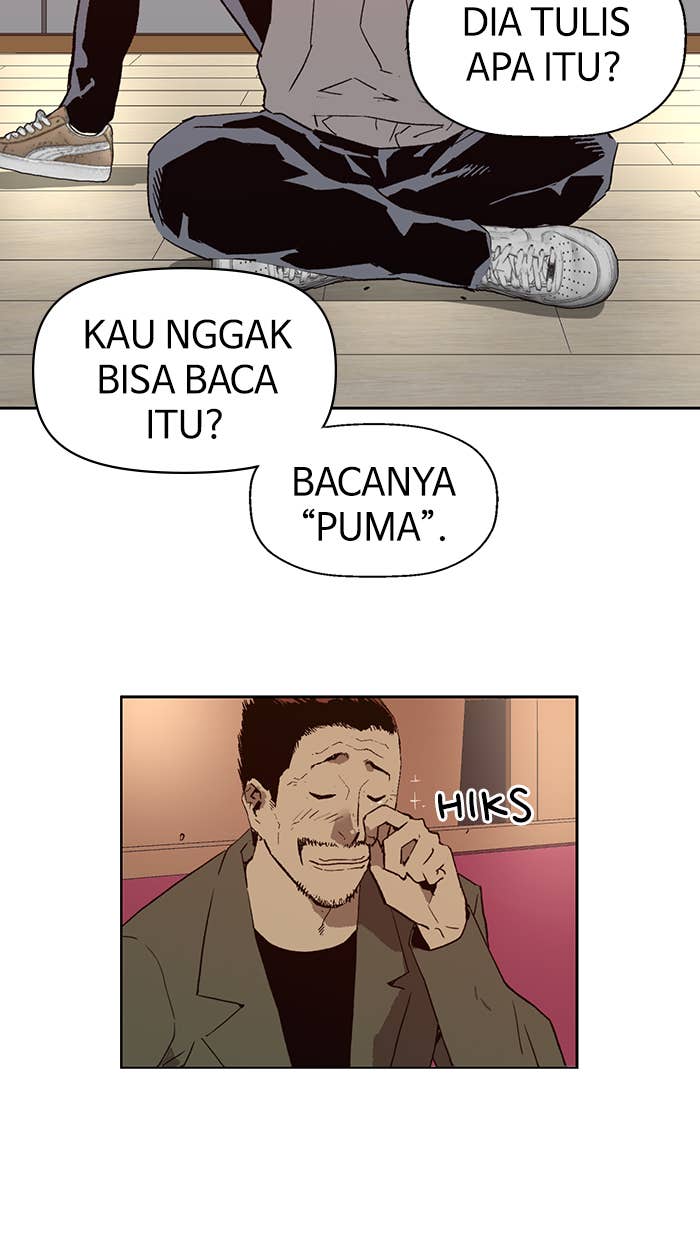 DIA TULIS
APA ITU?
KAU NGGAK
BISA BACA
ITU?
BACANYA
“PUMA”.
HIKS